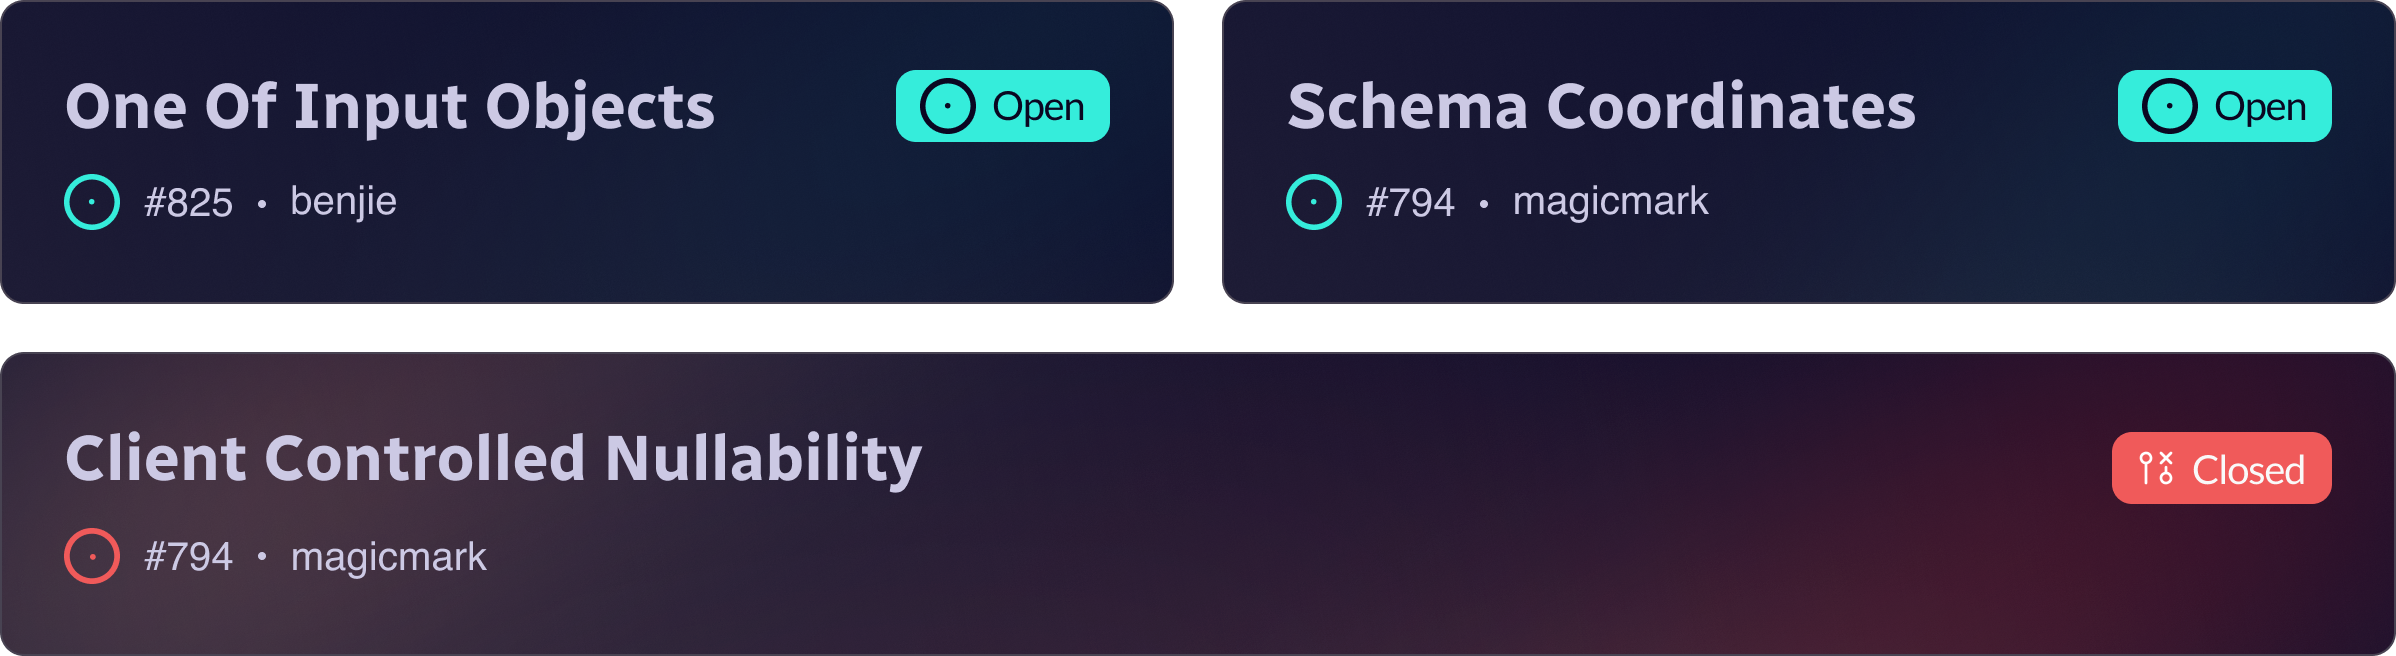 One Of Input Objects
Open
#825 • benjie
Schema Coordinates
Open
#794 • magicmark
Client Controlled Nullability
Closed
#794 • magicmark